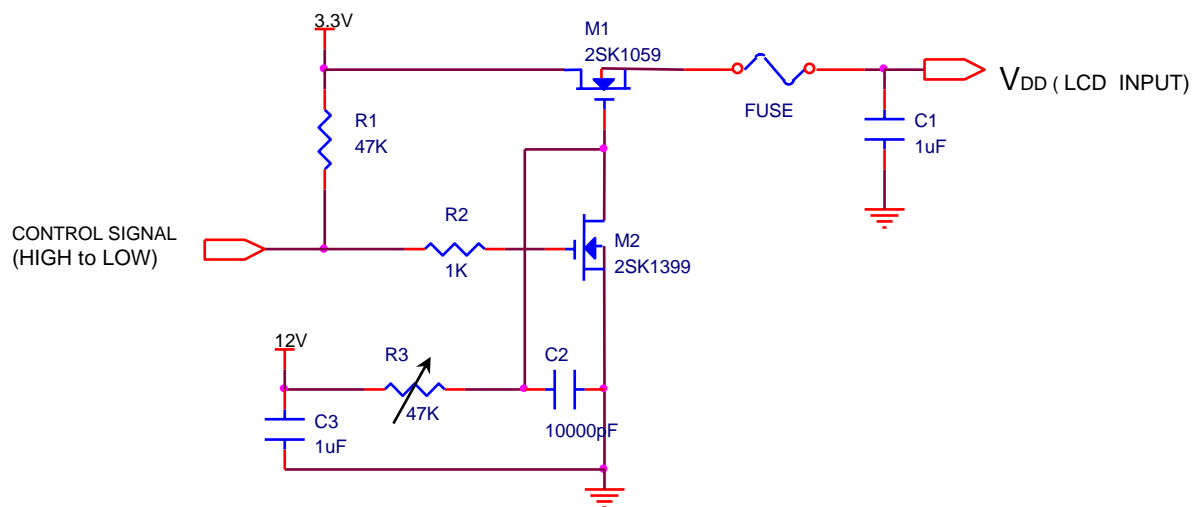 3.3V
M1
2SK1059
R1
47K
FUSE
VDD ( LCD INPUT)
C1
1uF
CONTROL SIGNAL
(HIGH to LOW)
R2
1K
M2
2SK1399
12V
R3
47K
C2
10000pF
C3
1uF